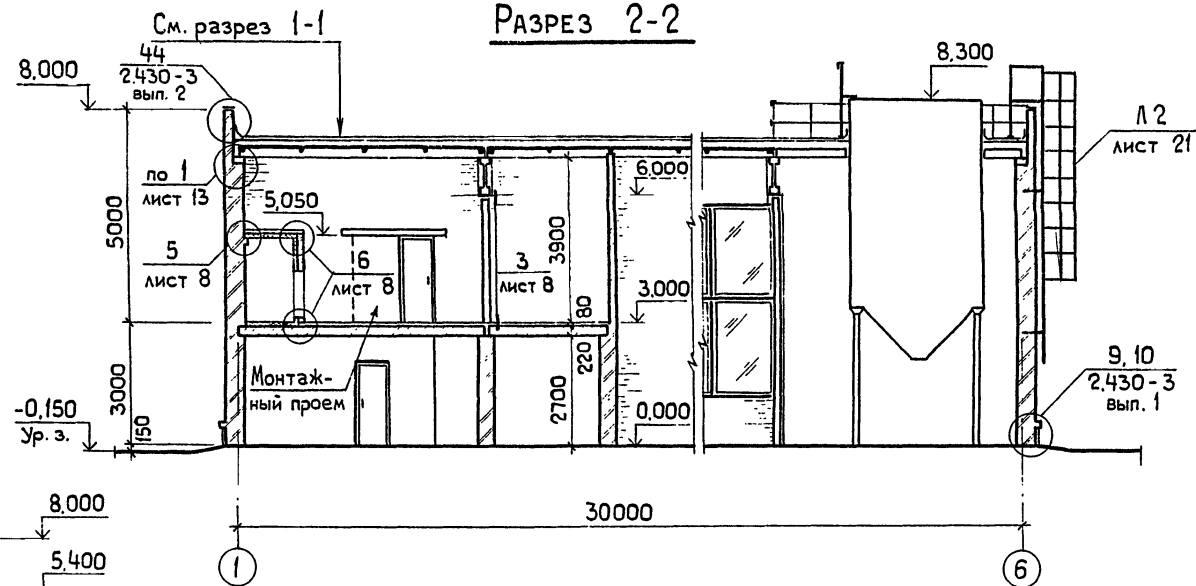 Разрез 2-2
См. разрез 1-1
44
2.430-3
вып. 2
8,000
8,300
Л 2
лист 21
по 1
лист 13
5,050
6,000
5000
3900
5
лист 8
6
лист 8
3
лист 8
3,000
80
220
Монтаж-
ный проем
2700
3000
150
-0,150
Ур. з.
0,000
9, 10
2.430-3
вып. 1
30000
8,000
5,400
1
6